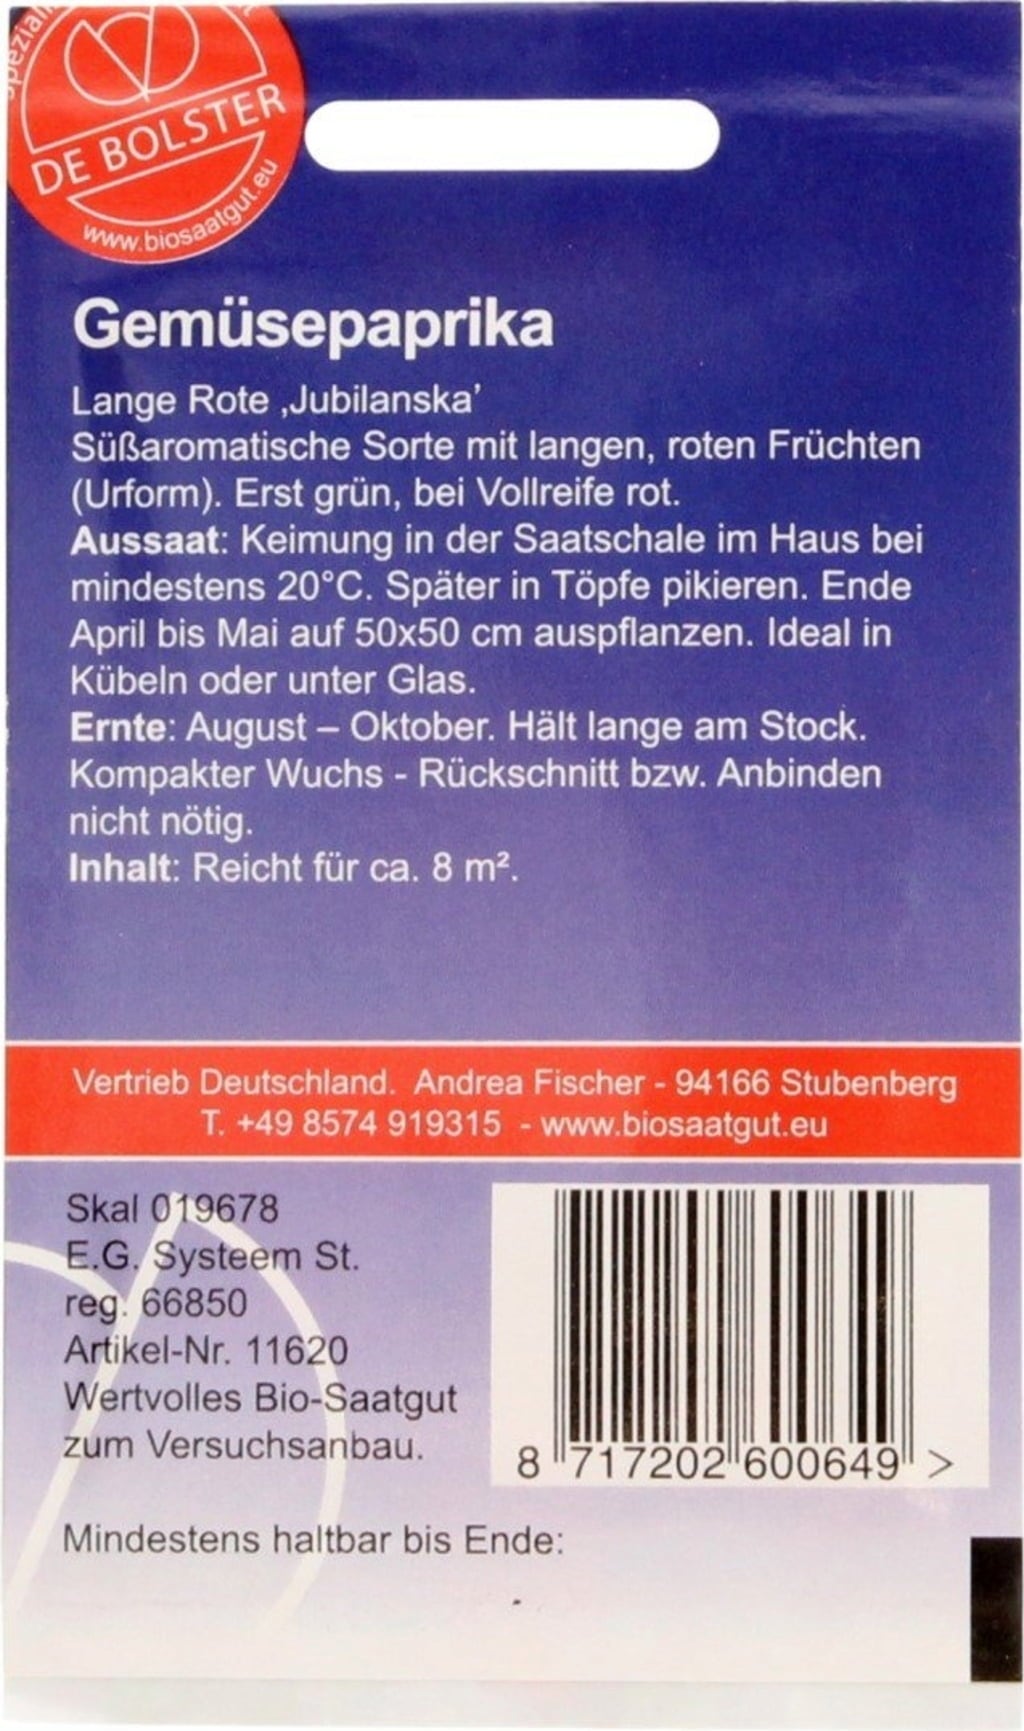 DE BOLSTER
www.biosaatgut.eu
Gemüsepaprika
Lange Rote ‚Jubilanska’
Süßaromatische Sorte mit langen, roten Früchten
(Urform). Erst grün, bei Vollreife rot.
Aussaat: Keimung in der Saatschale im Haus bei
mindestens 20°C. Später in Töpfe pikieren. Ende
April bis Mai auf 50x50 cm auspflanzen. Ideal in
Kübeln oder unter Glas.
Ernte: August – Oktober. Hält lange am Stock.
Kompakter Wuchs - Rückschnitt bzw. Anbinden
nicht nötig.
Inhalt: Reicht für ca. 8 m².
Vertrieb Deutschland. Andrea Fischer - 94166 Stubenberg
T. +49 8574 919315 - www.biosaatgut.eu
Skal 019678
E.G. Systeem St.
reg. 66850
Artikel-Nr. 11620
Wertvolles Bio-Saatgut
zum Versuchsanbau.
8 717202 600649 >
Mindestens haltbar bis Ende: